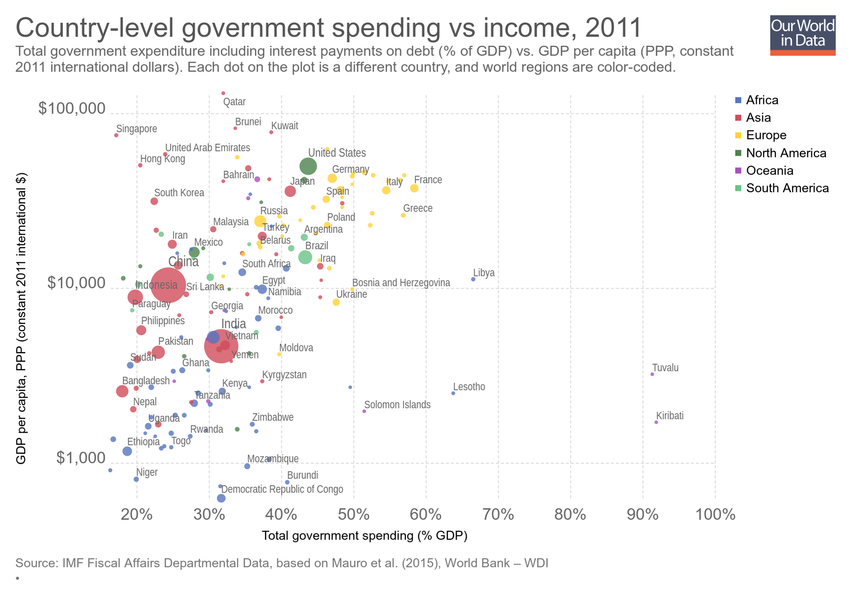 Country-level government spending vs income, 2011
Total government expenditure including interest payments on debt (% of GDP) vs. GDP per capita (PPP, constant
2011 international dollars). Each dot on the plot is a different country, and world regions are color-coded.
Our World
in Data
GDP per capita, PPP (constant 2011 international $)
$100,000
$10,000
$1,000
Qatar
Singapore
Brunei
Kuwait
United Arab Emirates
Hong Kong
United States
Bahrain
Japan
Germany
Italy
France
South Korea
Spain
Russia
Poland
Greece
Malaysia
Turkey
Argentina
Iran
Mexico
Belarus
Brazil
China
South Africa
Iraq
Libya
Indonesia
Sri Lanka
Egypt
Namibia
Bosnia and Herzegovina
Ukraine
Paraguay
Georgia
Morocco
Philippines
India
Vietnam
Pakistan
Yemen
Moldova
Sudan
Ghana
Tuvalu
Bangladesh
Kenya
Kyrgyzstan
Lesotho
Nepal
Tanzania
Solomon Islands
Uganda
Rwanda
Zimbabwe
Kiribati
Ethiopia
Togo
Niger
Mozambique
Burundi
Democratic Republic of Congo
20%
30%
40%
50%
60%
70%
80%
90%
100%
Total government spending (% GDP)
Africa
Asia
Europe
North America
Oceania
South America
Source: IMF Fiscal Affairs Departmental Data, based on Mauro et al. (2015), World Bank – WDI
•